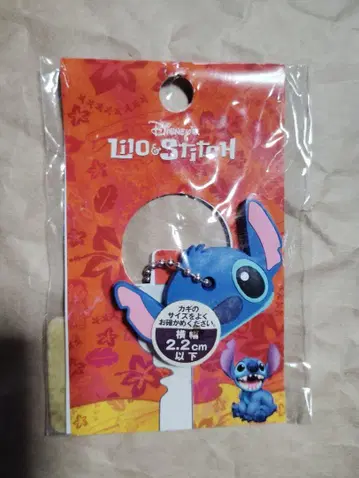 Disney
Lilo & Stitch
カギの
サイズをよく
お確かめください。
横幅
2.2cm
以下